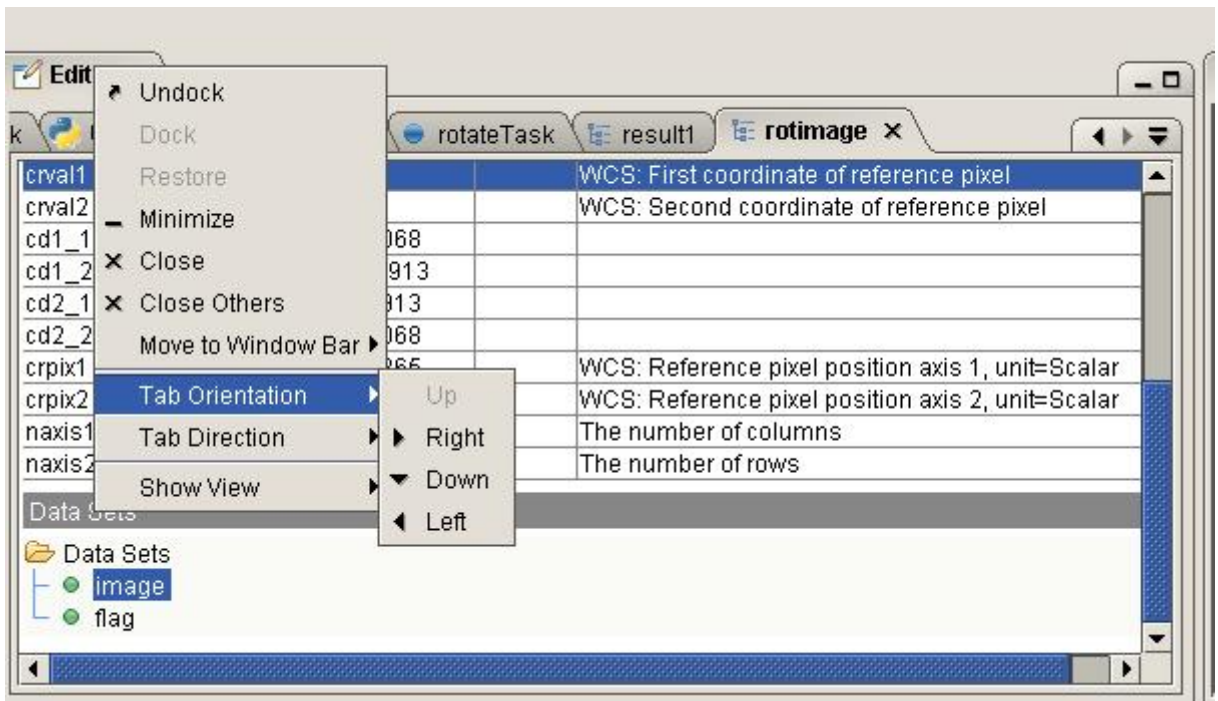 Edit
Undock
k rotateTask result1 rotimage
Dock
crval1 WCS: First coordinate of reference pixel
Restore
crval2 WCS: Second coordinate of reference pixel
Minimize
cd1_1 068
Close
cd1_2 913
cd2_1 Close Others 913
cd2_2 068
Move to Window Bar
crpix1 WCS: Reference pixel position axis 1, unit=Scalar
crpix2 Tab Orientation Up WCS: Reference pixel position axis 2, unit=Scalar
naxis1 Tab Direction Right The number of columns
naxis2 The number of rows
Show View Down
Data Sets
Left
Data Sets
image
flag